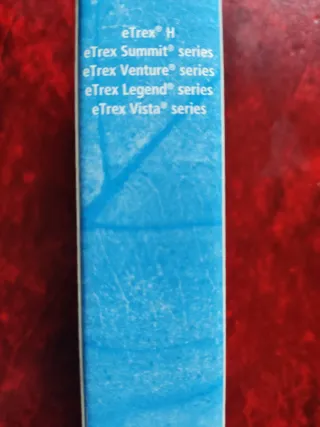 eTrex® H
eTrex Summit® series
eTrex Venture® series
eTrex Legend® series
eTrex Vista® series